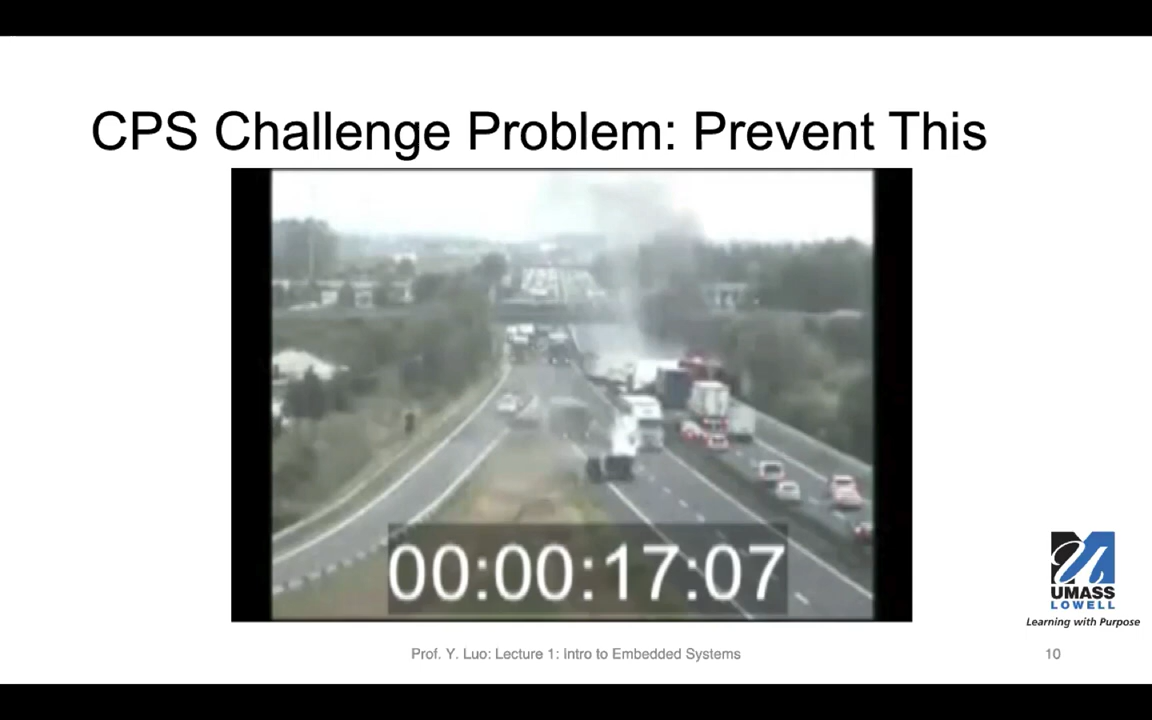 CPS Challenge Problem: Prevent This
00:00:17:07
UMASS
LOWELL
Learning with Purpose
Prof. Y. Luo: Lecture 1: Intro to Embedded Systems
10